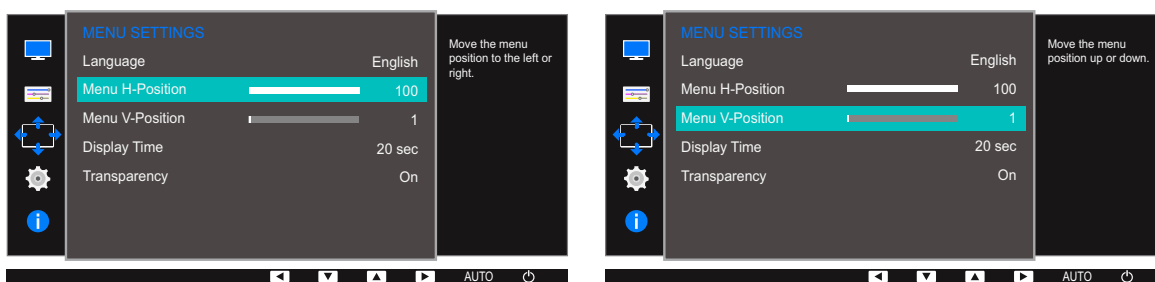 MENU SETTINGS
Language English
Menu H-Position 100
Menu V-Position 1
Display Time 20 sec
Transparency On
Move the menu
position to the left or
right.
AUTO
MENU SETTINGS
Language English
Menu H-Position 100
Menu V-Position 1
Display Time 20 sec
Transparency On
Move the menu
position up or down.
AUTO